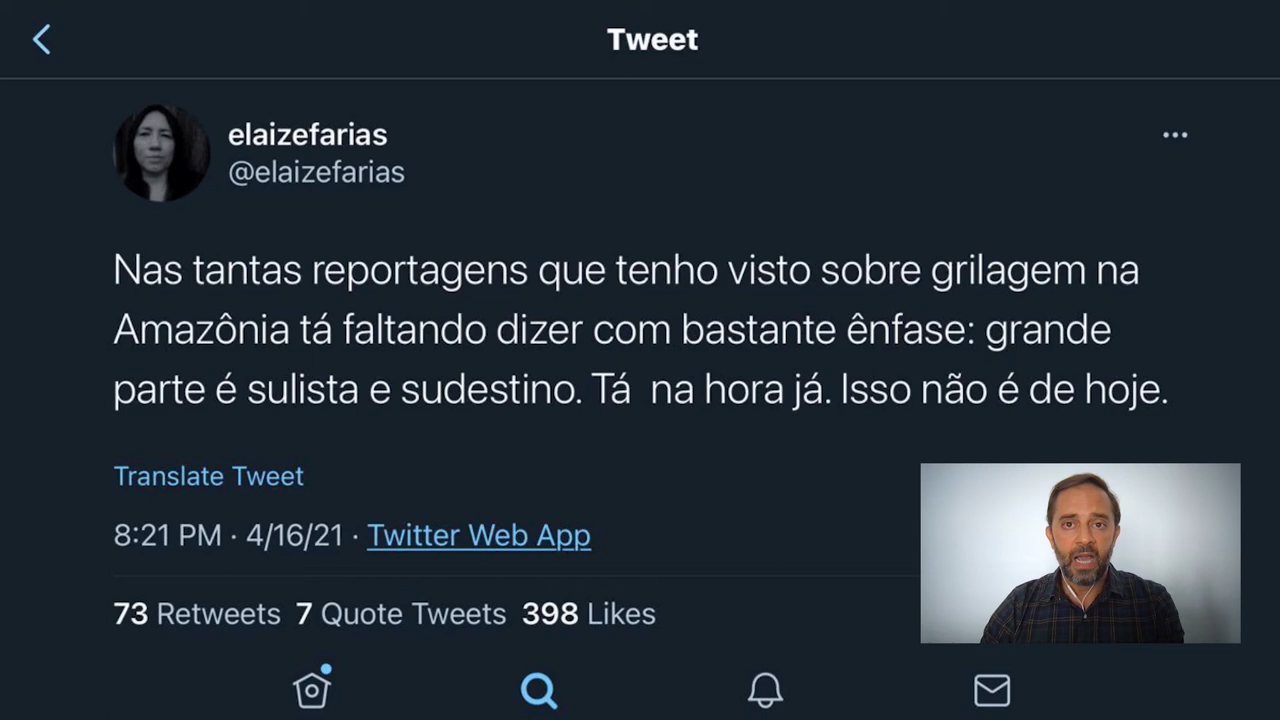 Tweet
elaizefarias
@elaizefarias
Nas tantas reportagens que tenho visto sobre grilagem na
Amazônia tá faltando dizer com bastante ênfase: grande
parte é sulista e sudestino. Tá  na hora já. Isso não é de hoje.
Translate Tweet
8:21 PM · 4/16/21 · Twitter Web App
73 Retweets 7 Quote Tweets 398 Likes